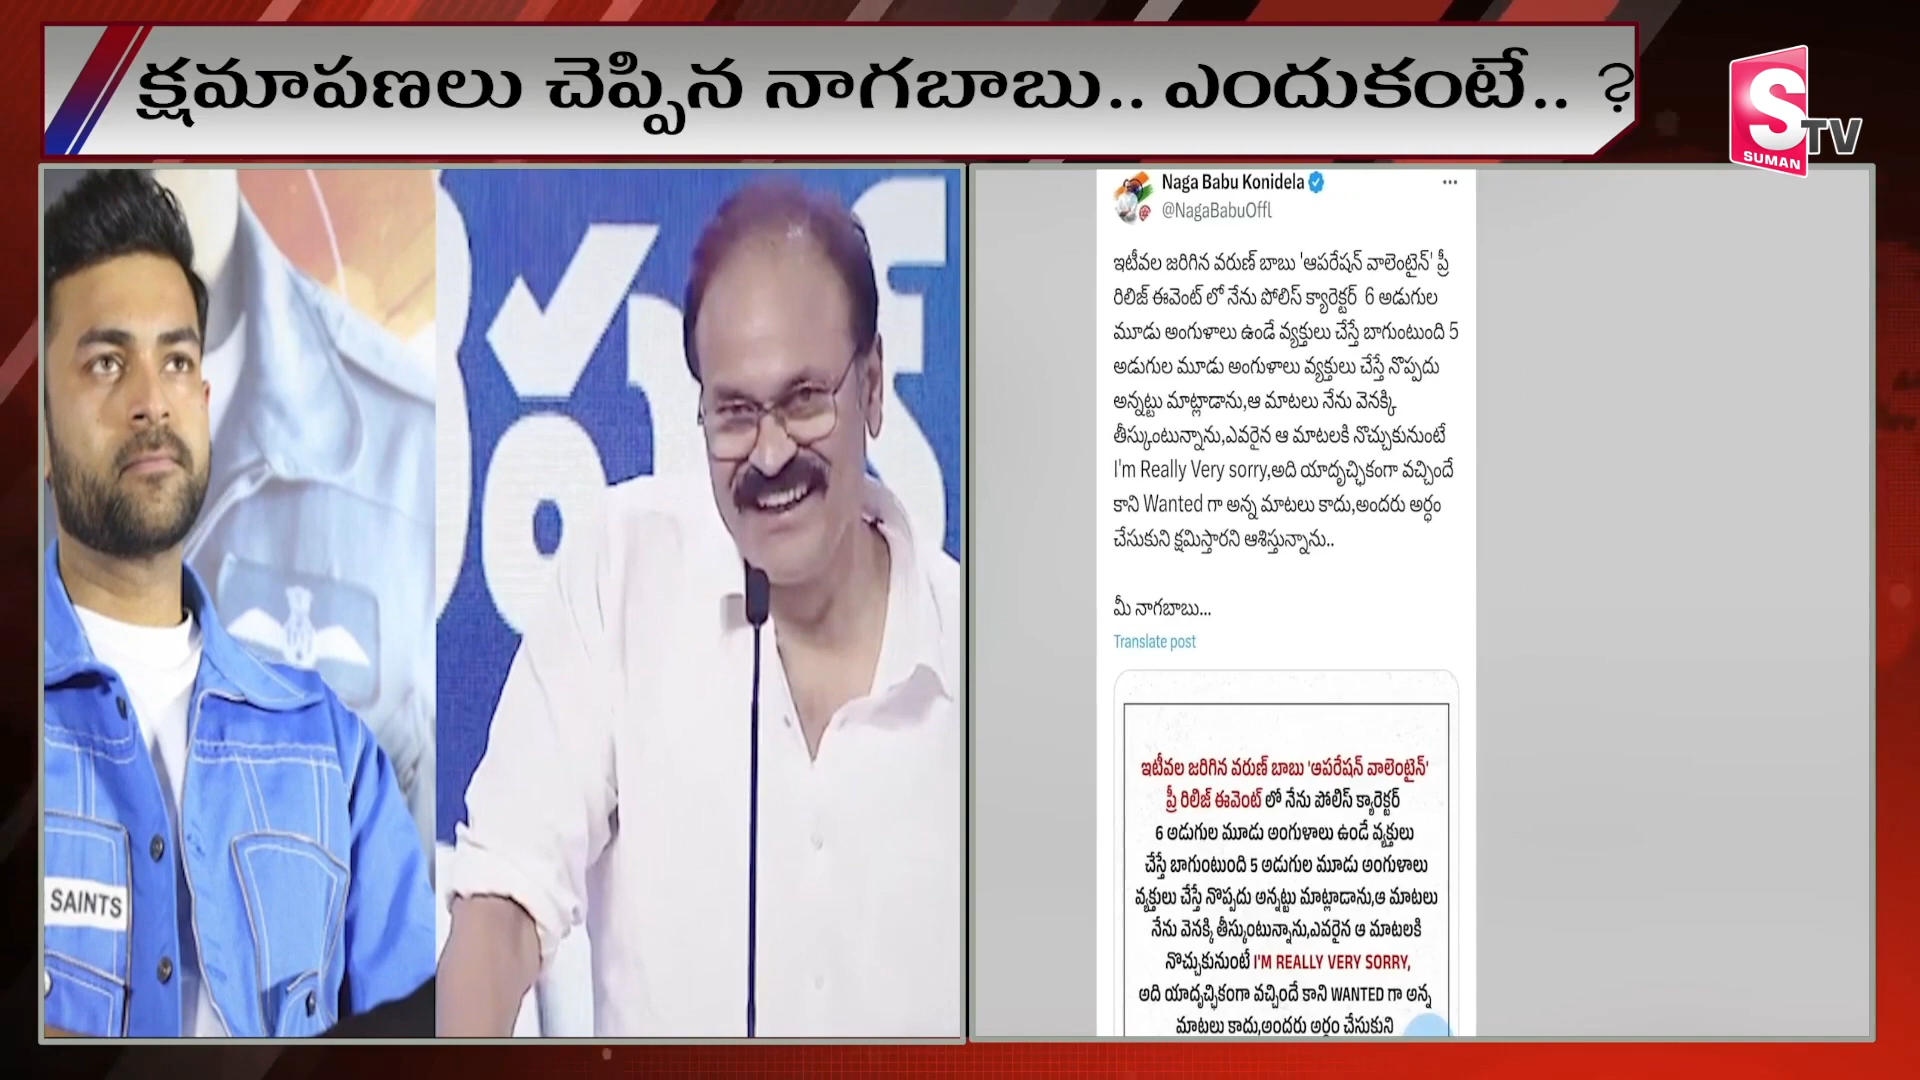 క్షమాపణలు చెప్పిన నాగబాబు.. ఎందుకంటే.. ?
S TV
SUMAN
SAINTS
Naga Babu Konidela
@NagaBabuOffl
ఇటీవల జరిగిన వరుణ్ బాబు 'ఆపరేషన్ వాలెంటైన్' ప్రీ
రిలీజ్ ఈవెంట్ లో నేను పోలిస్ క్యారెక్టర్ 6 అడుగుల
మూడు అంగుళాలు ఉండే వ్యక్తులు చేస్తే బాగుంటుంది 5
అడుగుల మూడు అంగుళాలు వ్యక్తులు చేస్తే నొప్పదు
అన్నట్టు మాట్లాడాను,ఆ మాటలు నేను వెనక్కి
తీస్కుంటున్నాను,ఎవరైన ఆ మాటలకి నొచ్చుకునుంటే
I'm Really Very sorry,అది యాదృచ్ఛికంగా వచ్చిందే
కాని Wanted గా అన్న మాటలు కాదు,అందరు అర్ధం
చేసుకుని క్షమిస్తారని ఆశిస్తున్నాను..
మీ నాగబాబు...
Translate post
ఇటీవల జరిగిన వరుణ్ బాబు 'ఆపరేషన్ వాలెంటైన్'
ప్రీ రిలీజ్ ఈవెంట్ లో నేను పోలిస్ క్యారెక్టర్
6 అడుగుల మూడు అంగుళాలు ఉండే వ్యక్తులు
చేస్తే బాగుంటుంది 5 అడుగుల మూడు అంగుళాలు
వ్యక్తులు చేస్తే నొప్పదు అన్నట్టు మాట్లాడాను,ఆ మాటలు
నేను వెనక్కి తీస్కుంటున్నాను,ఎవరైన ఆ మాటలకి
నొచ్చుకునుంటే I'M REALLY VERY SORRY,
అది యాదృచ్ఛికంగా వచ్చిందే కాని WANTED గా అన్న
మాటలు కాదు,అందరు అర్ధం చేసుకుని